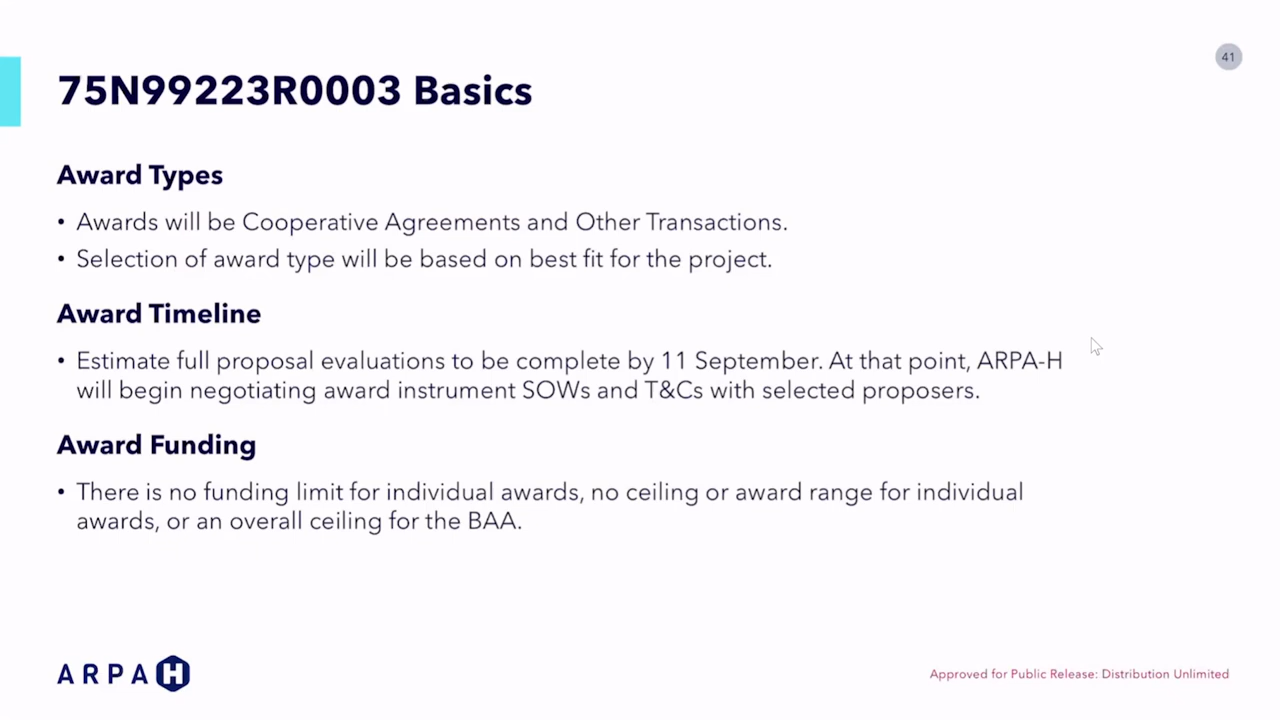 41
75N99223R0003 Basics
Award Types
• Awards will be Cooperative Agreements and Other Transactions.
• Selection of award type will be based on best fit for the project.
Award Timeline
• Estimate full proposal evaluations to be complete by 11 September. At that point, ARPA-H
will begin negotiating award instrument SOWs and T&Cs with selected proposers.
Award Funding
• There is no funding limit for individual awards, no ceiling or award range for individual
awards, or an overall ceiling for the BAA.
ARPA H
Approved for Public Release: Distribution Unlimited